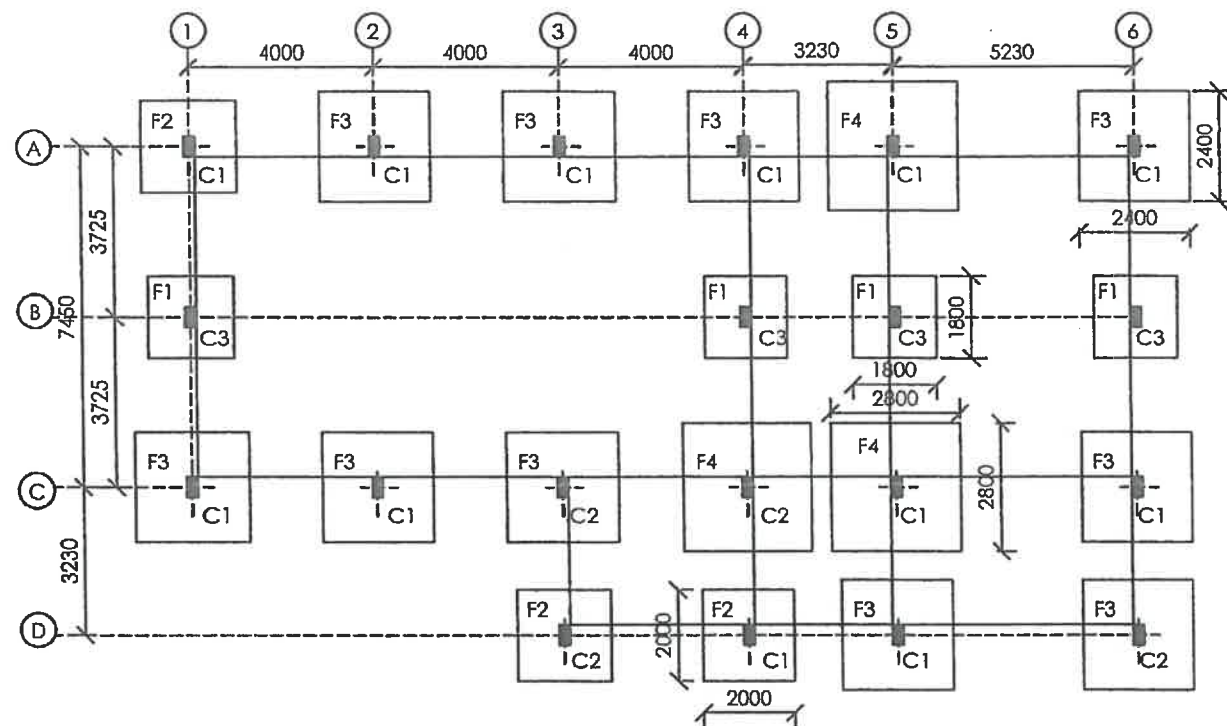 1 2 3 4 5 6
4000 4000 4000 3230 5230
A F2 F3 F3 F3 F4 F3
C1 C1 C1 C1 C1 C1
2400
2400
3725
B F1 F1 F1 F1
7450
C3 C3 C3 C3
1800
1800
2800
3725
C F3 F3 F3 F4 F4 F3
C1 C1 C2 C2 C1 C1
2800
3230
D F2 F2 F3 F3
C2 C1 C1 C2
2000
2000